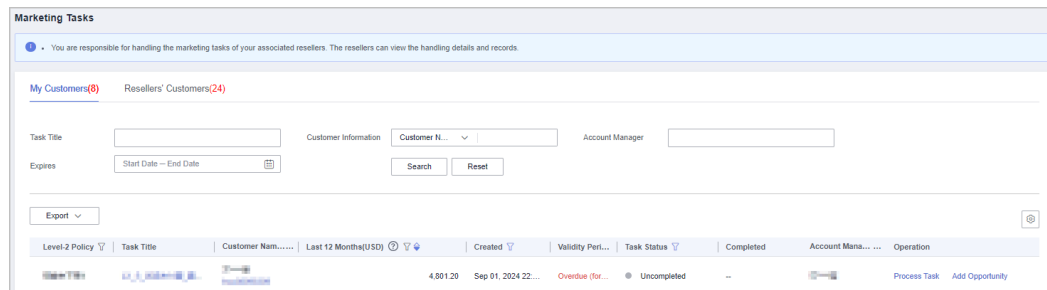 Marketing Tasks
• You are responsible for handling the marketing tasks of your associated resellers. The resellers can view the handling details and records.
My Customers(8) Resellers' Customers(24)
Task Title Customer Information Customer N... Account Manager
Expires Start Date – End Date Search Reset
Export
Level-2 Policy Task Title Customer Nam... ... Last 12 Months(USD) Created Validity Peri... Task Status Completed Account Mana... ... Operation
4,801.20 Sep 01, 2024 22:... Overdue (for... Uncompleted -- Process Task Add Opportunity